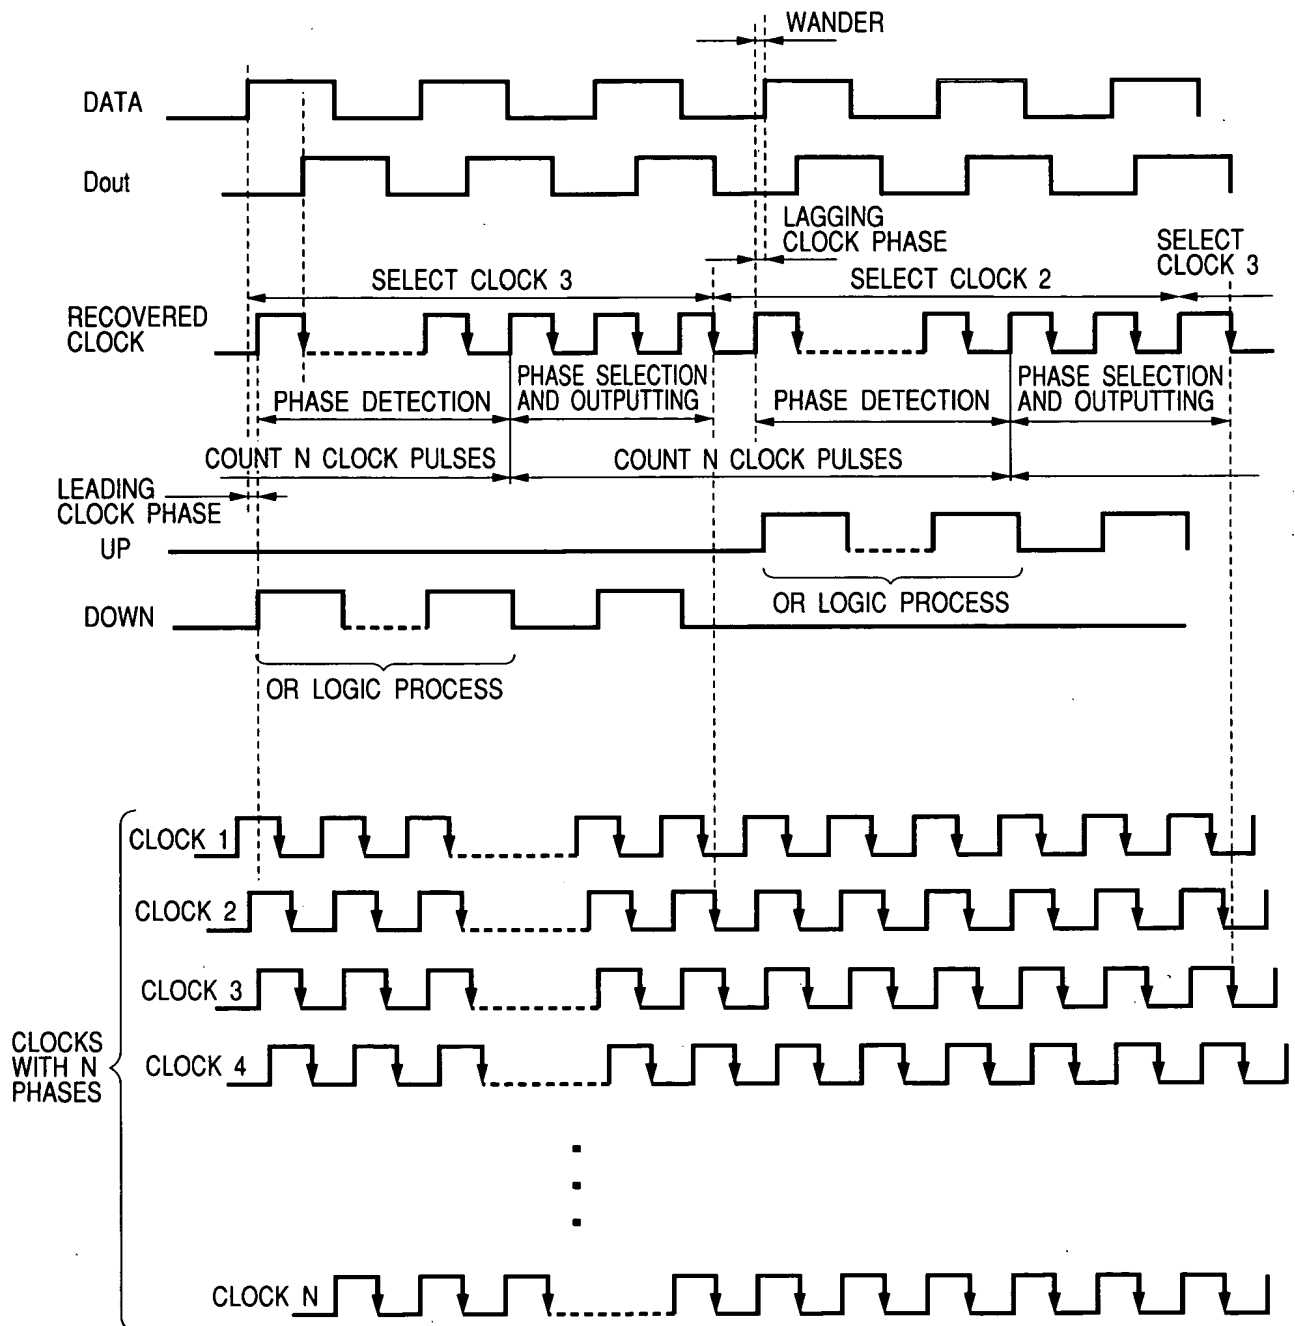 WANDER
DATA
Dout
LAGGING
CLOCK PHASE
SELECT
CLOCK 3
SELECT CLOCK 3
SELECT CLOCK 2
RECOVERED
CLOCK
PHASE DETECTION
PHASE SELECTION
AND OUTPUTTING
PHASE DETECTION
PHASE SELECTION
AND OUTPUTTING
COUNT N CLOCK PULSES
COUNT N CLOCK PULSES
LEADING
CLOCK PHASE
UP
OR LOGIC PROCESS
DOWN
OR LOGIC PROCESS
CLOCK 1
CLOCK 2
CLOCK 3
CLOCKS
WITH N
PHASES
CLOCK 4
CLOCK N